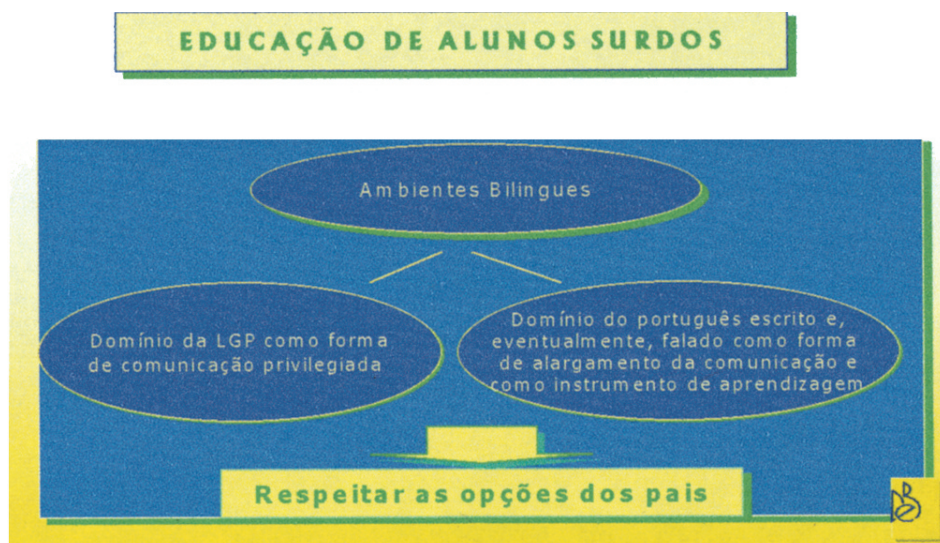 EDUCAÇÃO DE ALUNOS SURDOS
Ambientes Bilingues
Domínio da LGP como forma
de comunicação privilegiada
Domínio do português escrito e,
eventualmente, falado como forma
de alargamento da comunicação e
como instrumento de aprendizagem
Respeitar as opções dos pais